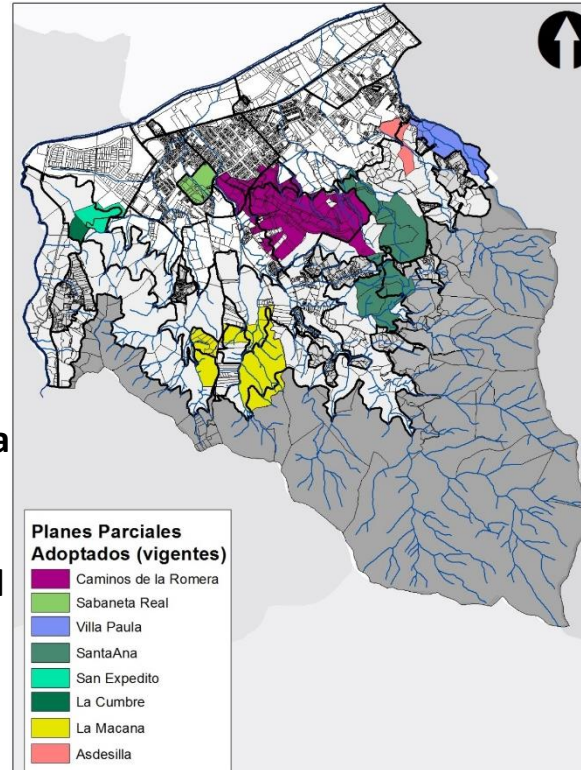 a
l
Planes Parciales
Adoptados (vigentes)
Caminos de la Romera
Sabaneta Real
Villa Paula
SantaAna
San Expedito
La Cumbre
La Macana
Asdesilla